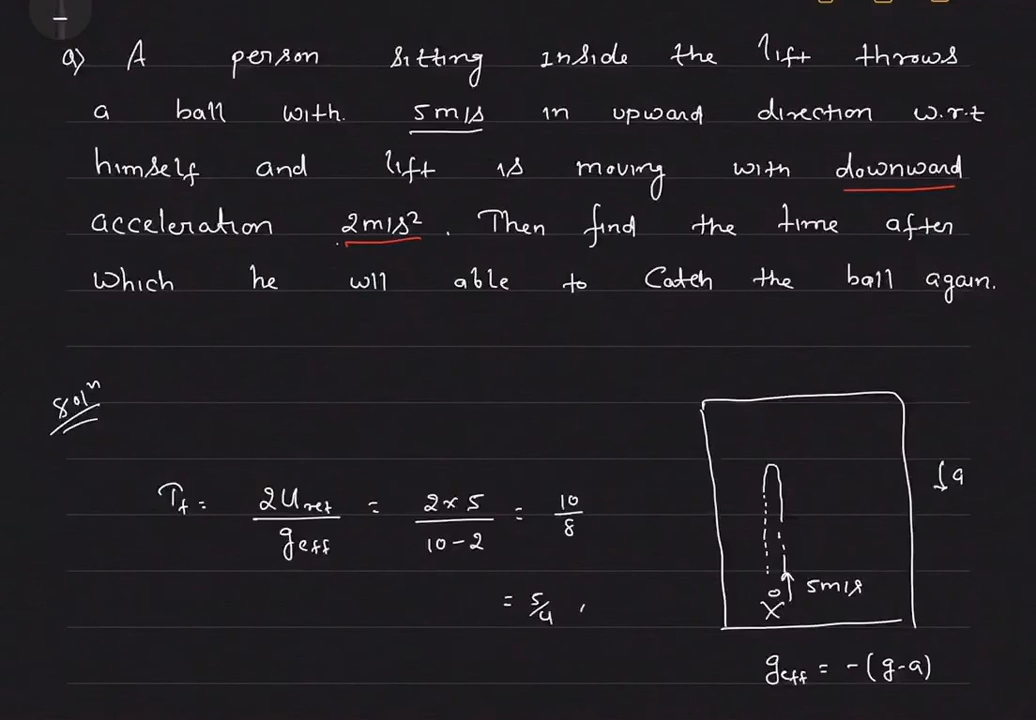 Q) A person sitting inside the lift throws
a ball with 5m/s in upward direction w.r.t
himself and lift is moving with downward
acceleration 2m/s². Then find the time after
which he will able to catch the ball again.
Solⁿ
T_f = 2U_rel / g_eff = 2×5 / 10-2 = 10/8
= 5/4 ,
↓a
5m/s
g_eff = -(g-a)